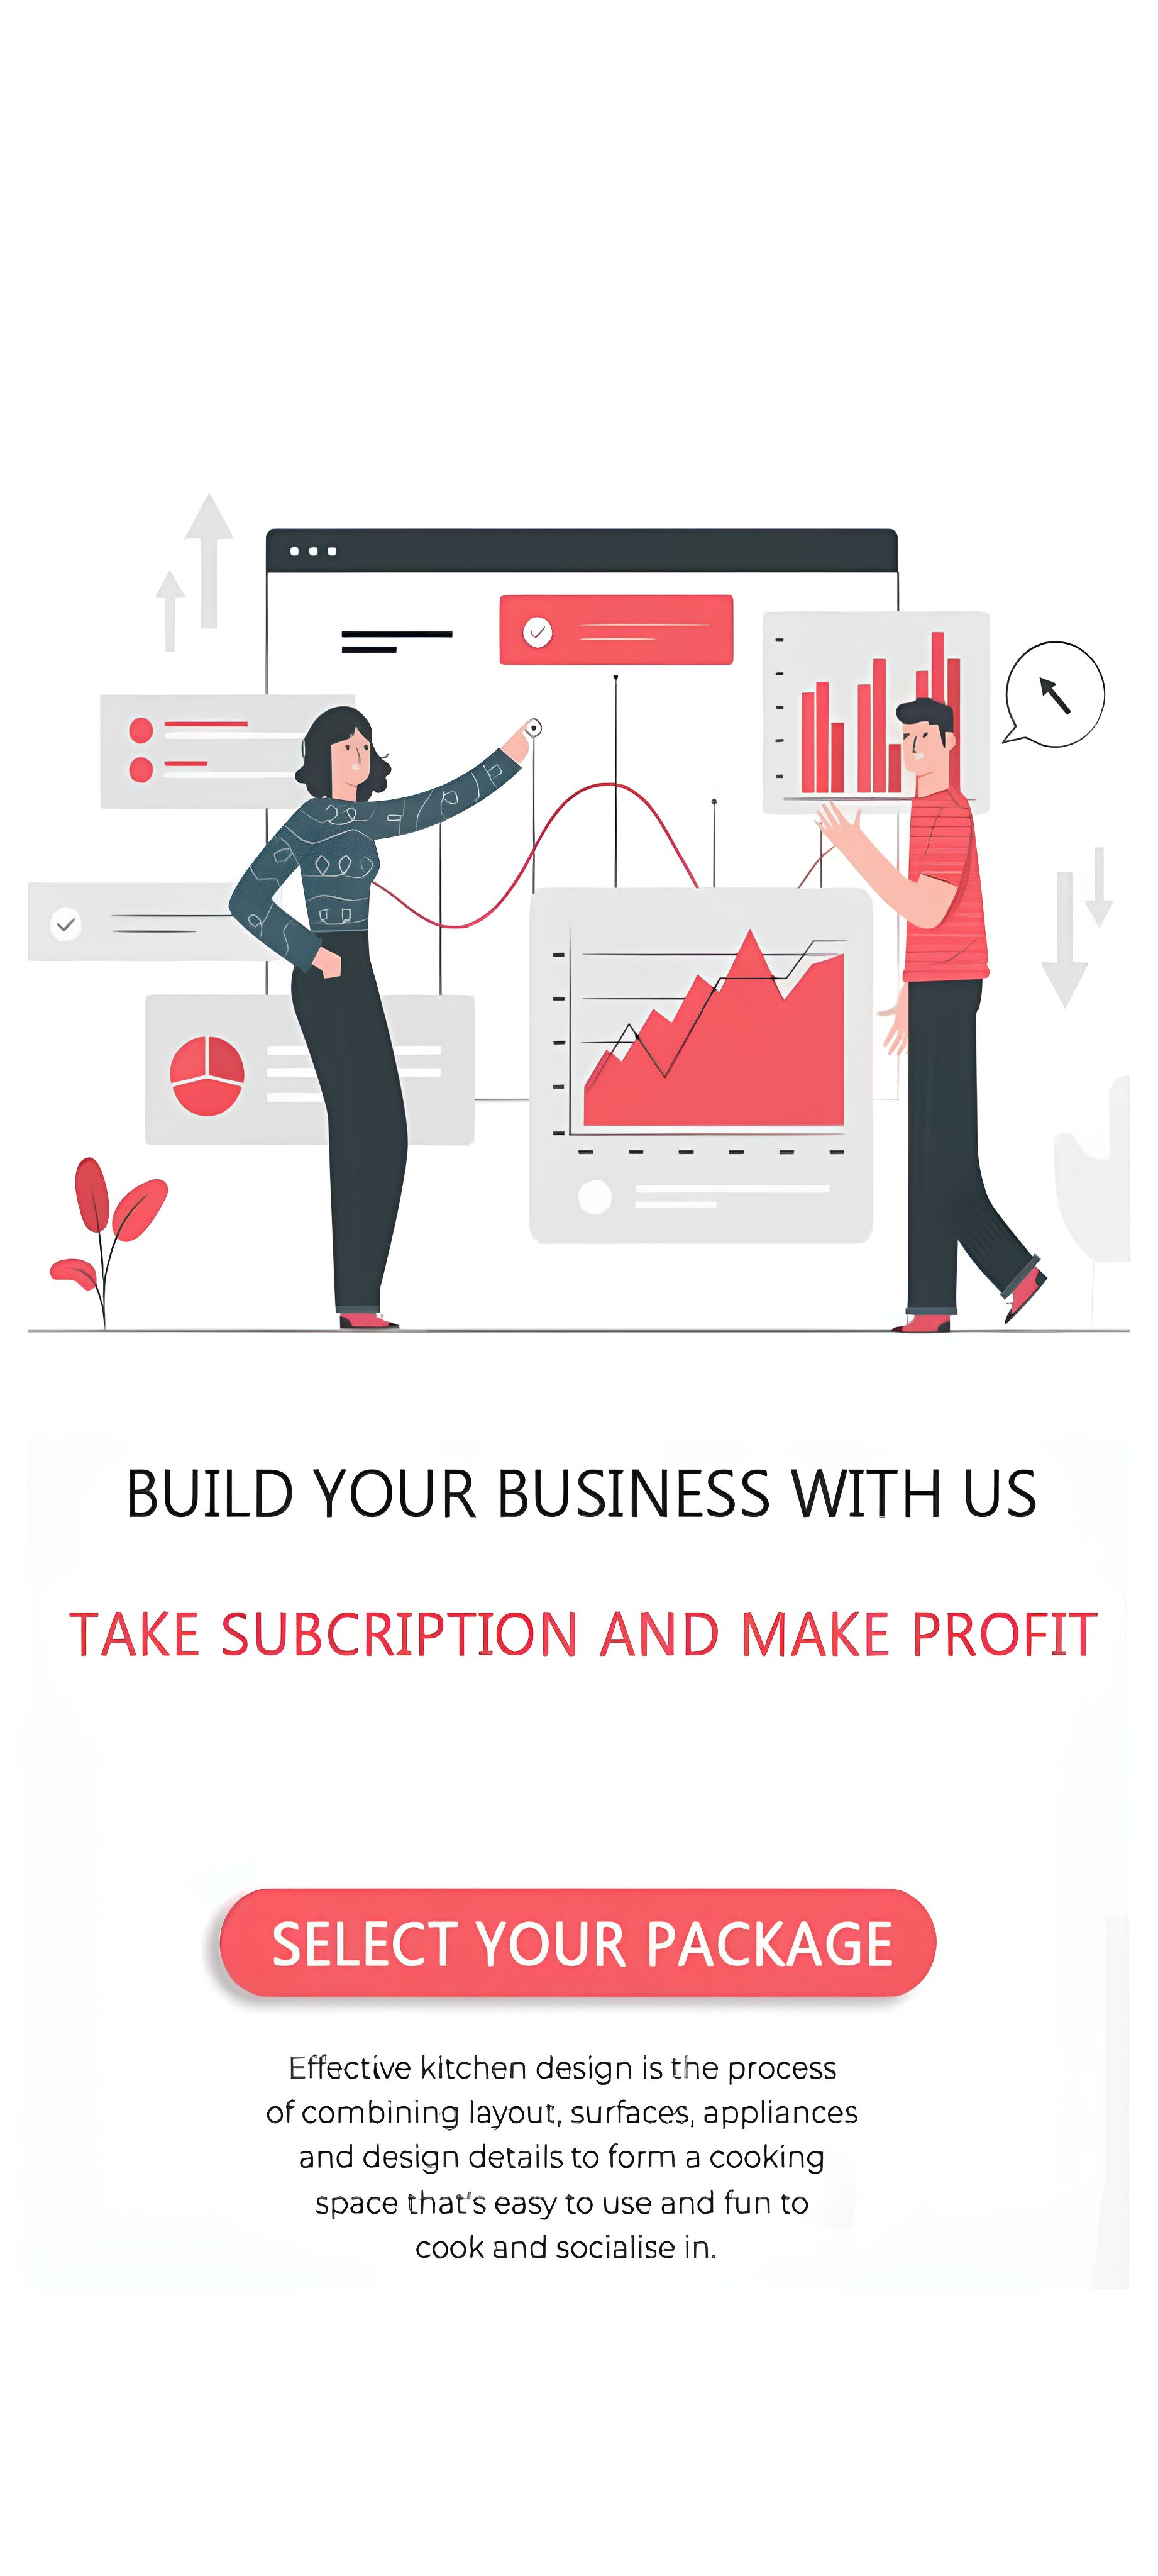 BUILD YOUR BUSINESS WITH US
TAKE SUBCRIPTION AND MAKE PROFIT
SELECT YOUR PACKAGE
Effective kitchen design is the process
of combining layout, surfaces, appliances
and design details to form a cooking
space that's easy to use and fun to
cook and socialise in.